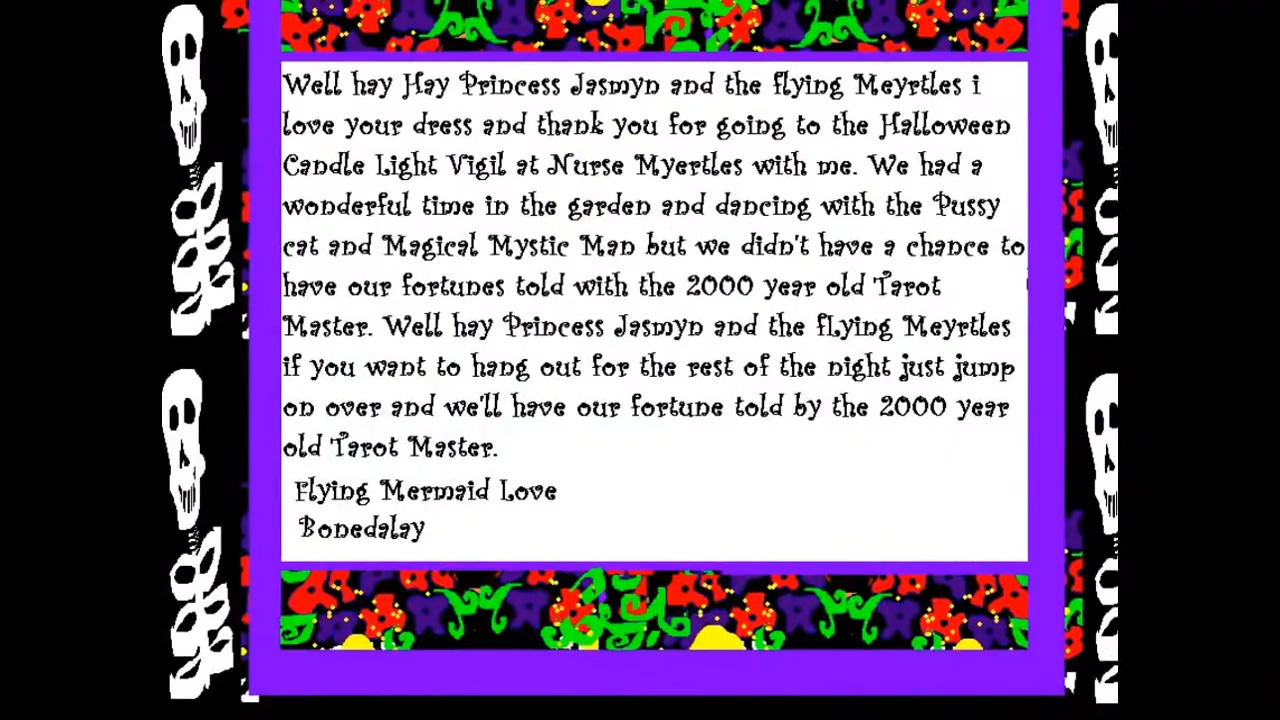 Well hay Hay Princess Jasmyn and the flying Meyrtles i
love your dress and thank you for going to the Halloween
Candle Light Vigil at Nurse Myertles with me. We had a
wonderful time in the garden and dancing with the Pussy
cat and Magical Mystic Man but we didn't have a chance to
have our fortunes told with the 2000 year old Tarot
Master. Well hay Princess Jasmyn and the fLying Meyrtles
if you want to hang out for the rest of the night just jump
on over and we'll have our fortune told by the 2000 year
old Tarot Master.
Flying Mermaid Love
Bonedalay